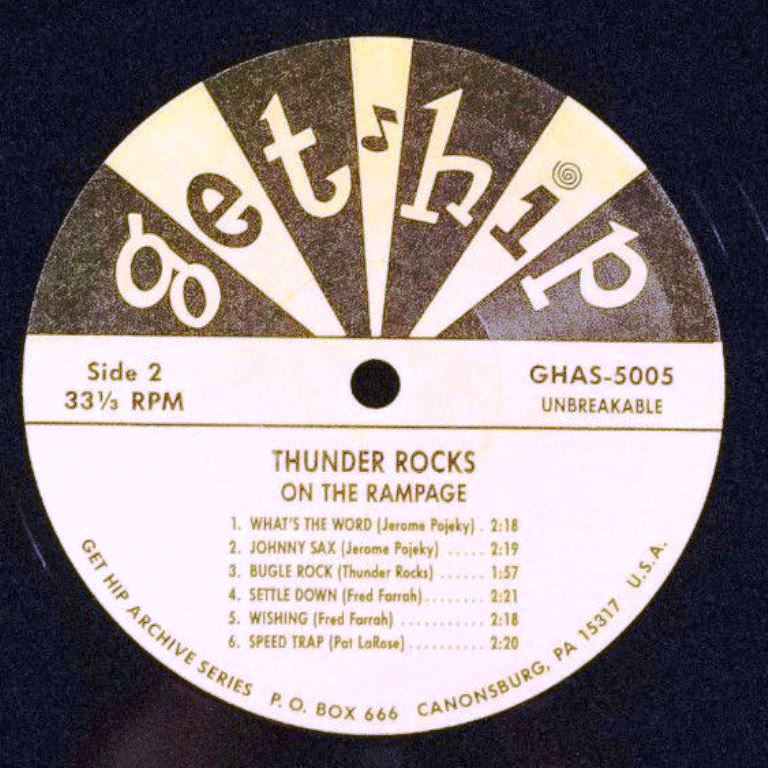 get hip
Side 2
33⅓ RPM
GHAS-5005
UNBREAKABLE
THUNDER ROCKS
ON THE RAMPAGE
1. WHAT'S THE WORD (Jerome Pojeky) . 2:18
2. JOHNNY SAX (Jerome Pojeky) ..... 2:19
3. BUGLE ROCK (Thunder Rocks) ...... 1:57
4. SETTLE DOWN (Fred Farrah)........ 2:21
5. WISHING (Fred Farrah) ........... 2:18
6. SPEED TRAP (Pat LaRose).......... 2:20
GET HIP ARCHIVE SERIES P. O. BOX 666 CANONSBURG, PA 15317 U.S.A.